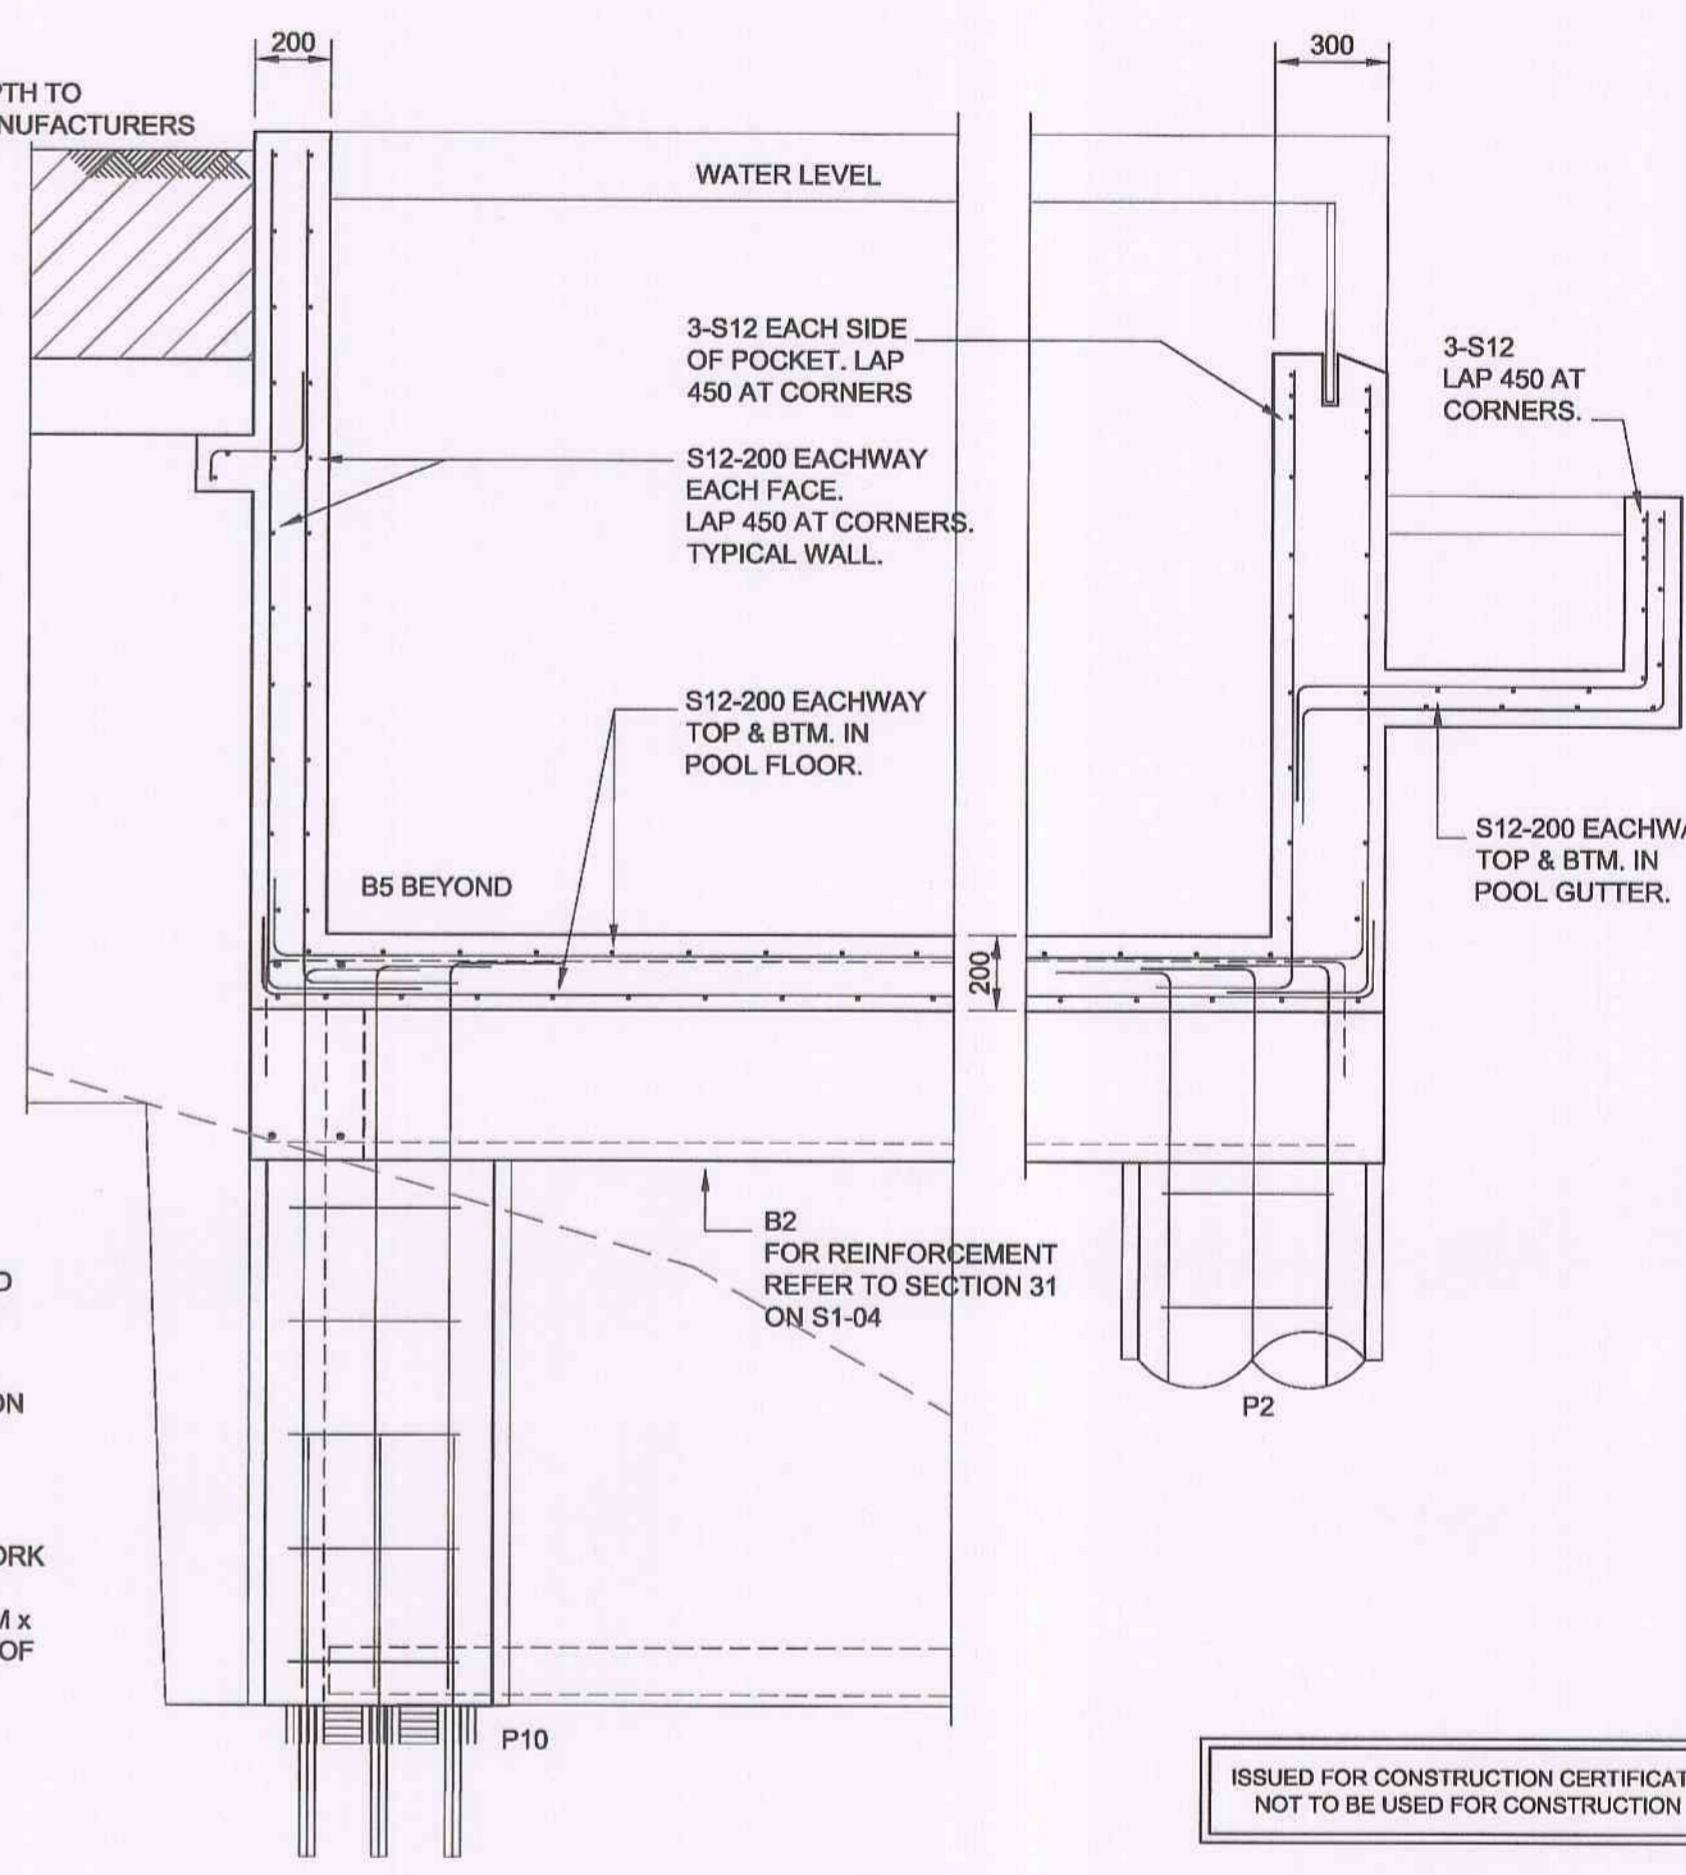 200
300
NUFACTURERS
WATER LEVEL
3-S12 EACH SIDE
OF POCKET. LAP
450 AT CORNERS
3-S12
LAP 450 AT
CORNERS.
S12-200 EACHWAY
EACH FACE.
LAP 450 AT CORNERS.
TYPICAL WALL.
S12-200 EACHWAY
TOP & BTM. IN
POOL FLOOR.
S12-200 EACHWA
TOP & BTM. IN
POOL GUTTER.
B5 BEYOND
200
B2
FOR REINFORCEMENT
REFER TO SECTION 31
ON S1-04
P2
PTH TO
D
ON
ORK
M x
OF
P10
ISSUED FOR CONSTRUCTION CERTIFICAT
NOT TO BE USED FOR CONSTRUCTION